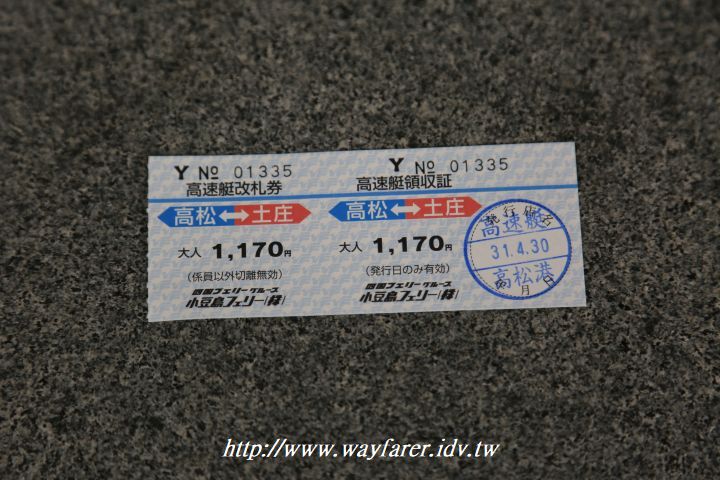 Y № 01335
高速艇改札券
高松↔土庄
大人 1,170円
(係員以外切離無効)
四国フェリーグループ
小豆島フェリー(株)
Y № 01335
高速艇領収証
高松↔土庄
大人 1,170円
(発行日のみ有効)
四国フェリーグループ
小豆島フェリー(株)
高速艇
31.4.30
高松港
http://www.wayfarer.idv.tw